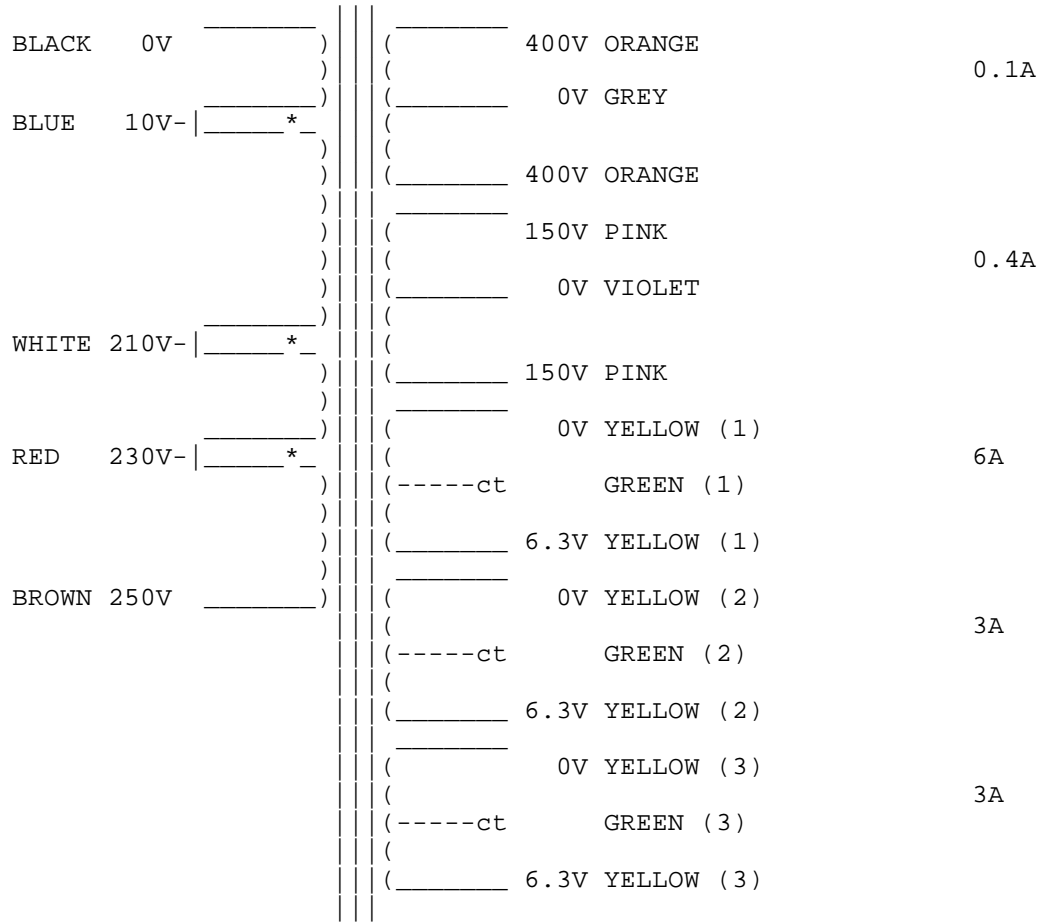 BLACK 0V 400V ORANGE
0.1A
0V GREY
BLUE 10V-|_____*_
400V ORANGE
150V PINK
0.4A
0V VIOLET
WHITE 210V-|_____*_
150V PINK
0V YELLOW (1)
RED 230V-|_____*_ 6A
-----ct GREEN (1)
6.3V YELLOW (1)
BROWN 250V 0V YELLOW (2)
3A
-----ct GREEN (2)
6.3V YELLOW (2)
0V YELLOW (3)
3A
-----ct GREEN (3)
6.3V YELLOW (3)